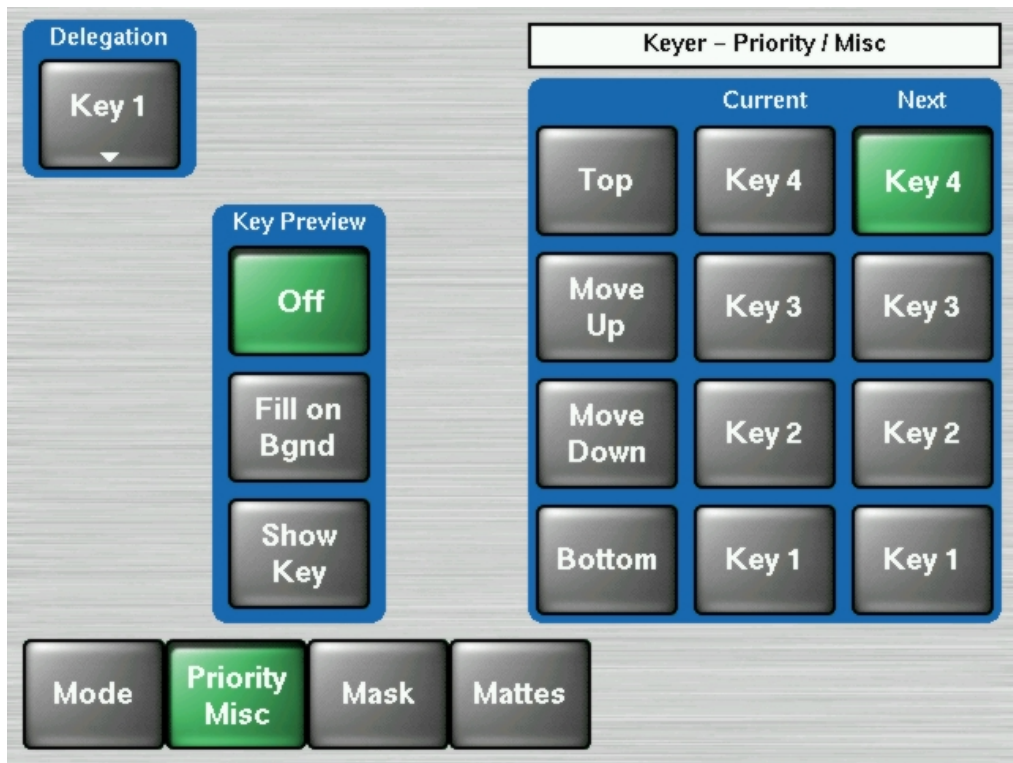 Delegation
Key 1
Keyer – Priority / Misc
Current Next
Top Key 4 Key 4
Key Preview
Off
Move
Up
Key 3 Key 3
Fill on
Bgnd
Move
Down
Key 2 Key 2
Show
Key
Bottom Key 1 Key 1
Mode
Priority
Misc
Mask
Mattes